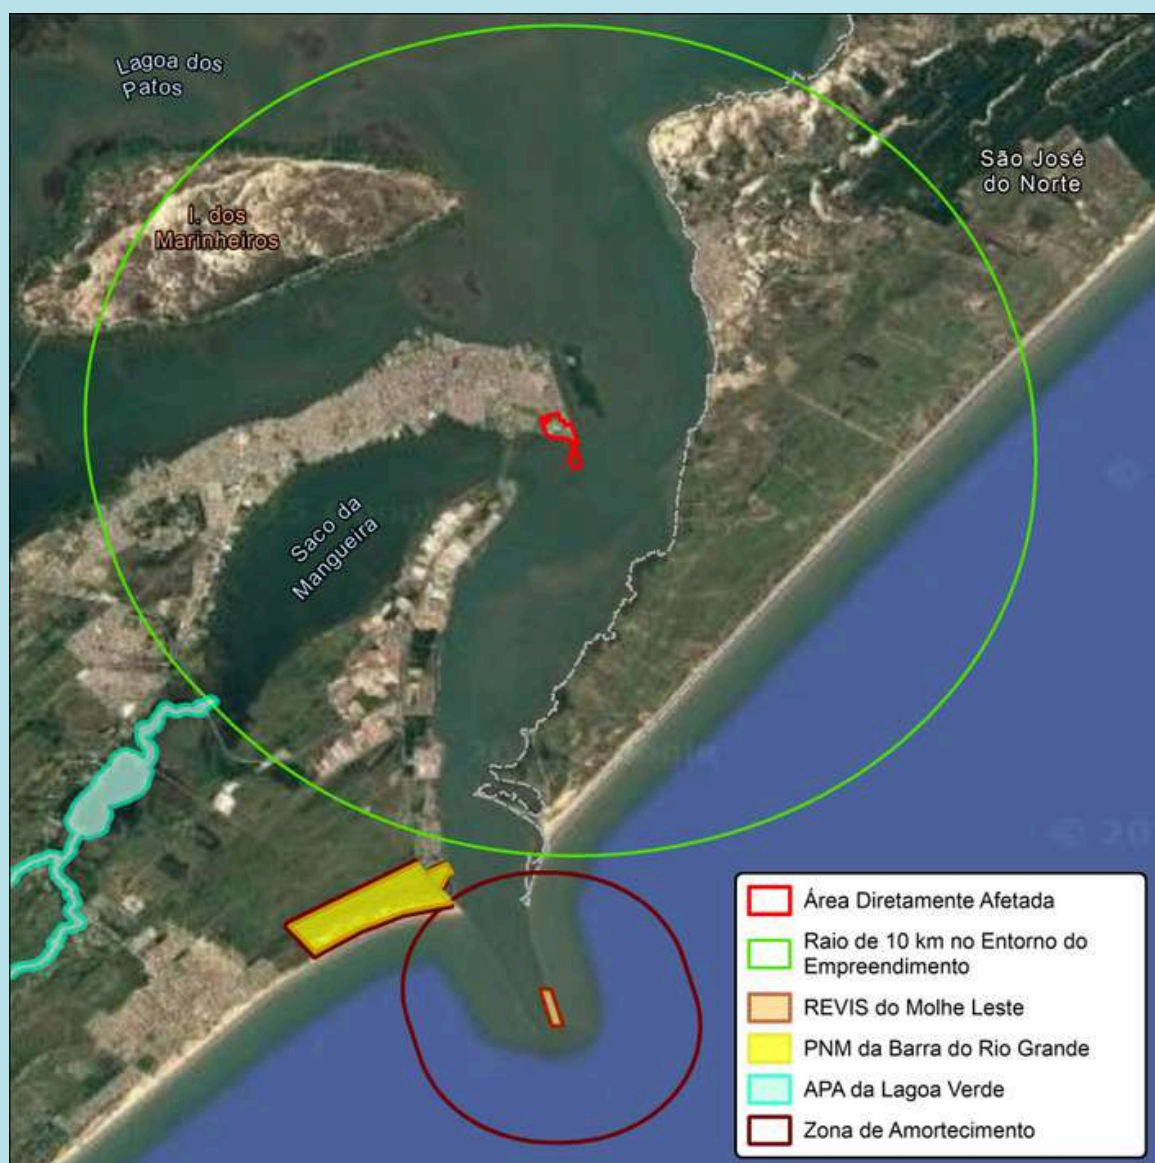 Lagoa dos
Patos
São José
do Norte
I. dos
Marinheiros
Saco da
Mangueira
Área Diretamente Afetada
Raio de 10 km no Entorno do
Empreendimento
REVIS do Molhe Leste
PNM da Barra do Rio Grande
APA da Lagoa Verde
Zona de Amortecimento